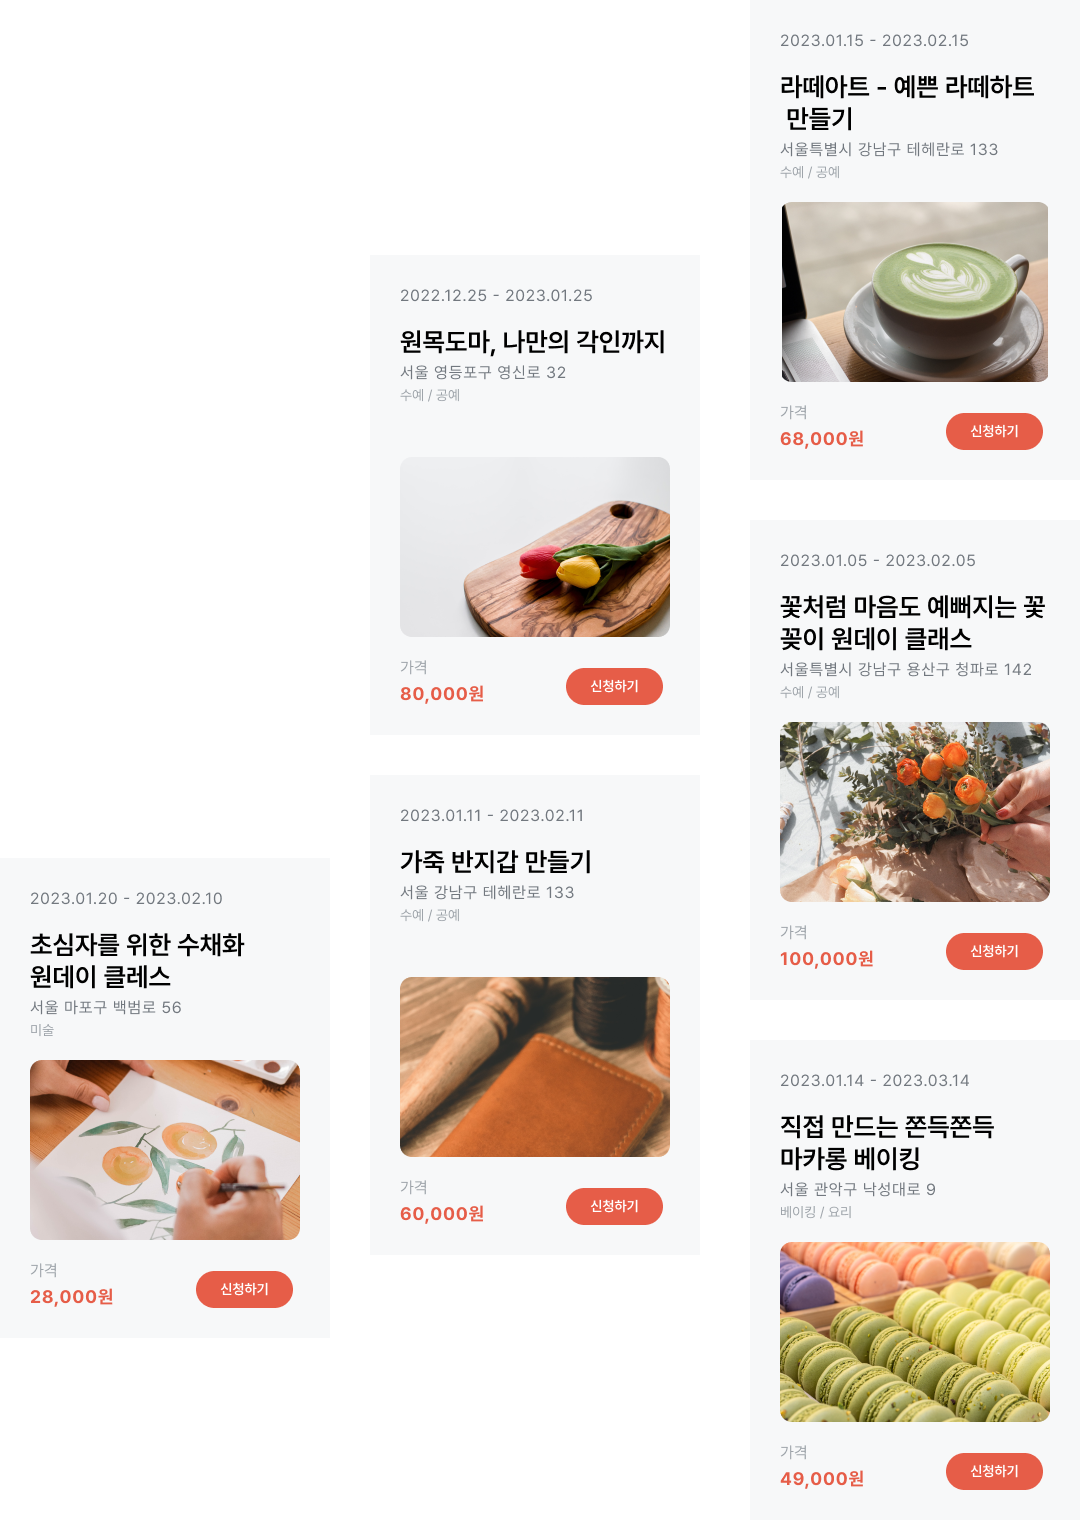 2023.01.20 - 2023.02.10
초심자를 위한 수채화
원데이 클레스
서울 마포구 백범로 56
미술
가격
28,000원
신청하기
2022.12.25 - 2023.01.25
원목도마, 나만의 각인까지
서울 영등포구 영신로 32
수예 / 공예
가격
80,000원
신청하기
2023.01.11 - 2023.02.11
가죽 반지갑 만들기
서울 강남구 테헤란로 133
수예 / 공예
가격
60,000원
신청하기
2023.01.15 - 2023.02.15
라떼아트 - 예쁜 라떼하트
만들기
서울특별시 강남구 테헤란로 133
수예 / 공예
가격
68,000원
신청하기
2023.01.05 - 2023.02.05
꽃처럼 마음도 예뻐지는 꽃
꽂이 원데이 클래스
서울특별시 강남구 용산구 청파로 142
수예 / 공예
가격
100,000원
신청하기
2023.01.14 - 2023.03.14
직접 만드는 쫀득쫀득
마카롱 베이킹
서울 관악구 낙성대로 9
베이킹 / 요리
가격
49,000원
신청하기